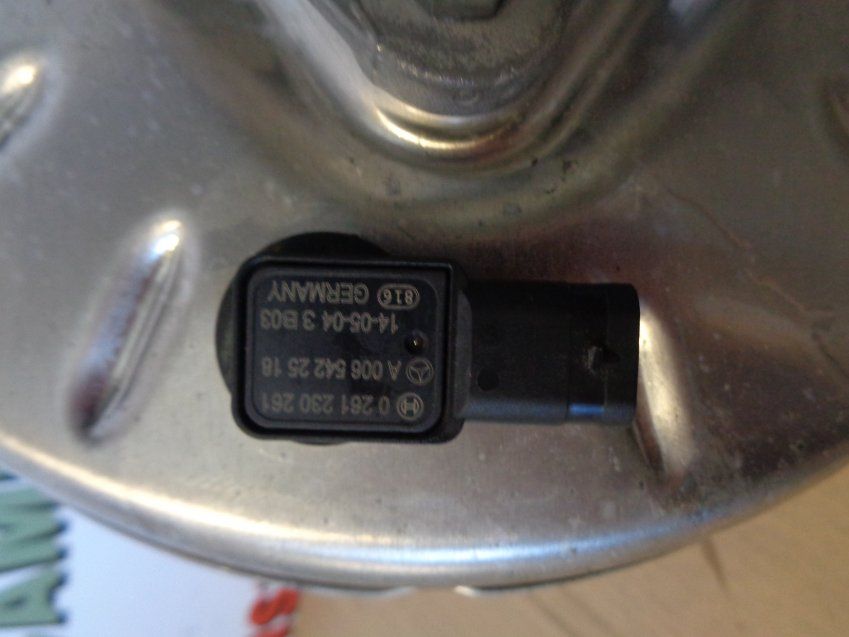 0 261 230 261
A 006 542 25 18
14-05-04 3 B03
816 GERMANY